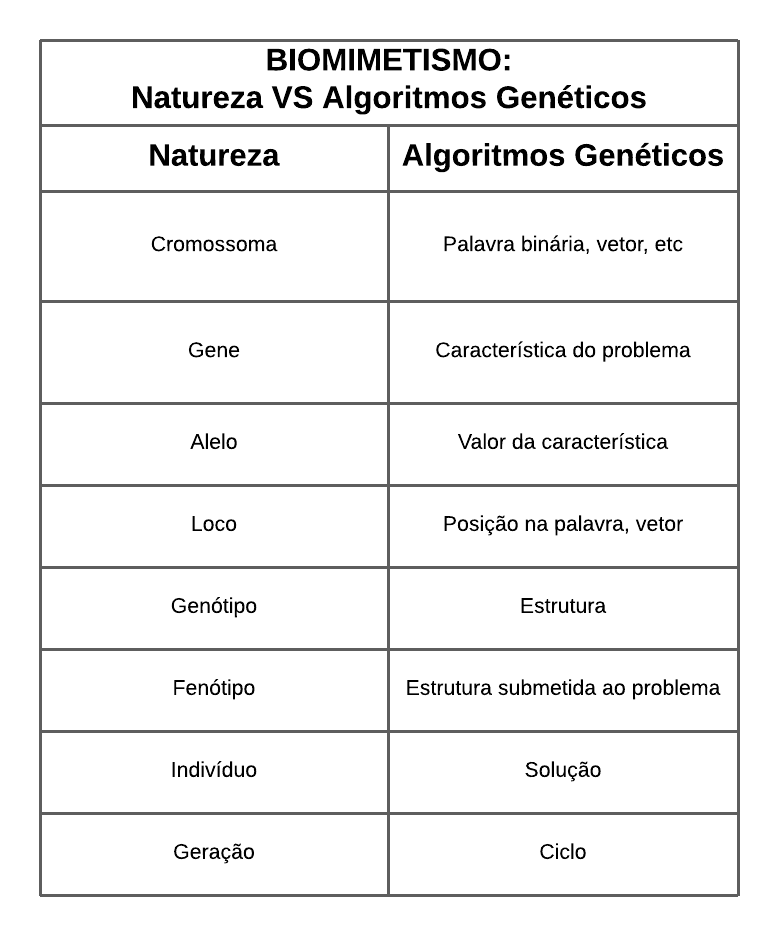 BIOMIMETISMO:
Natureza VS Algoritmos Genéticos
Natureza Algoritmos Genéticos
Cromossoma Palavra binária, vetor, etc
Gene Característica do problema
Alelo Valor da característica
Loco Posição na palavra, vetor
Genótipo Estrutura
Fenótipo Estrutura submetida ao problema
Indivíduo Solução
Geração Ciclo